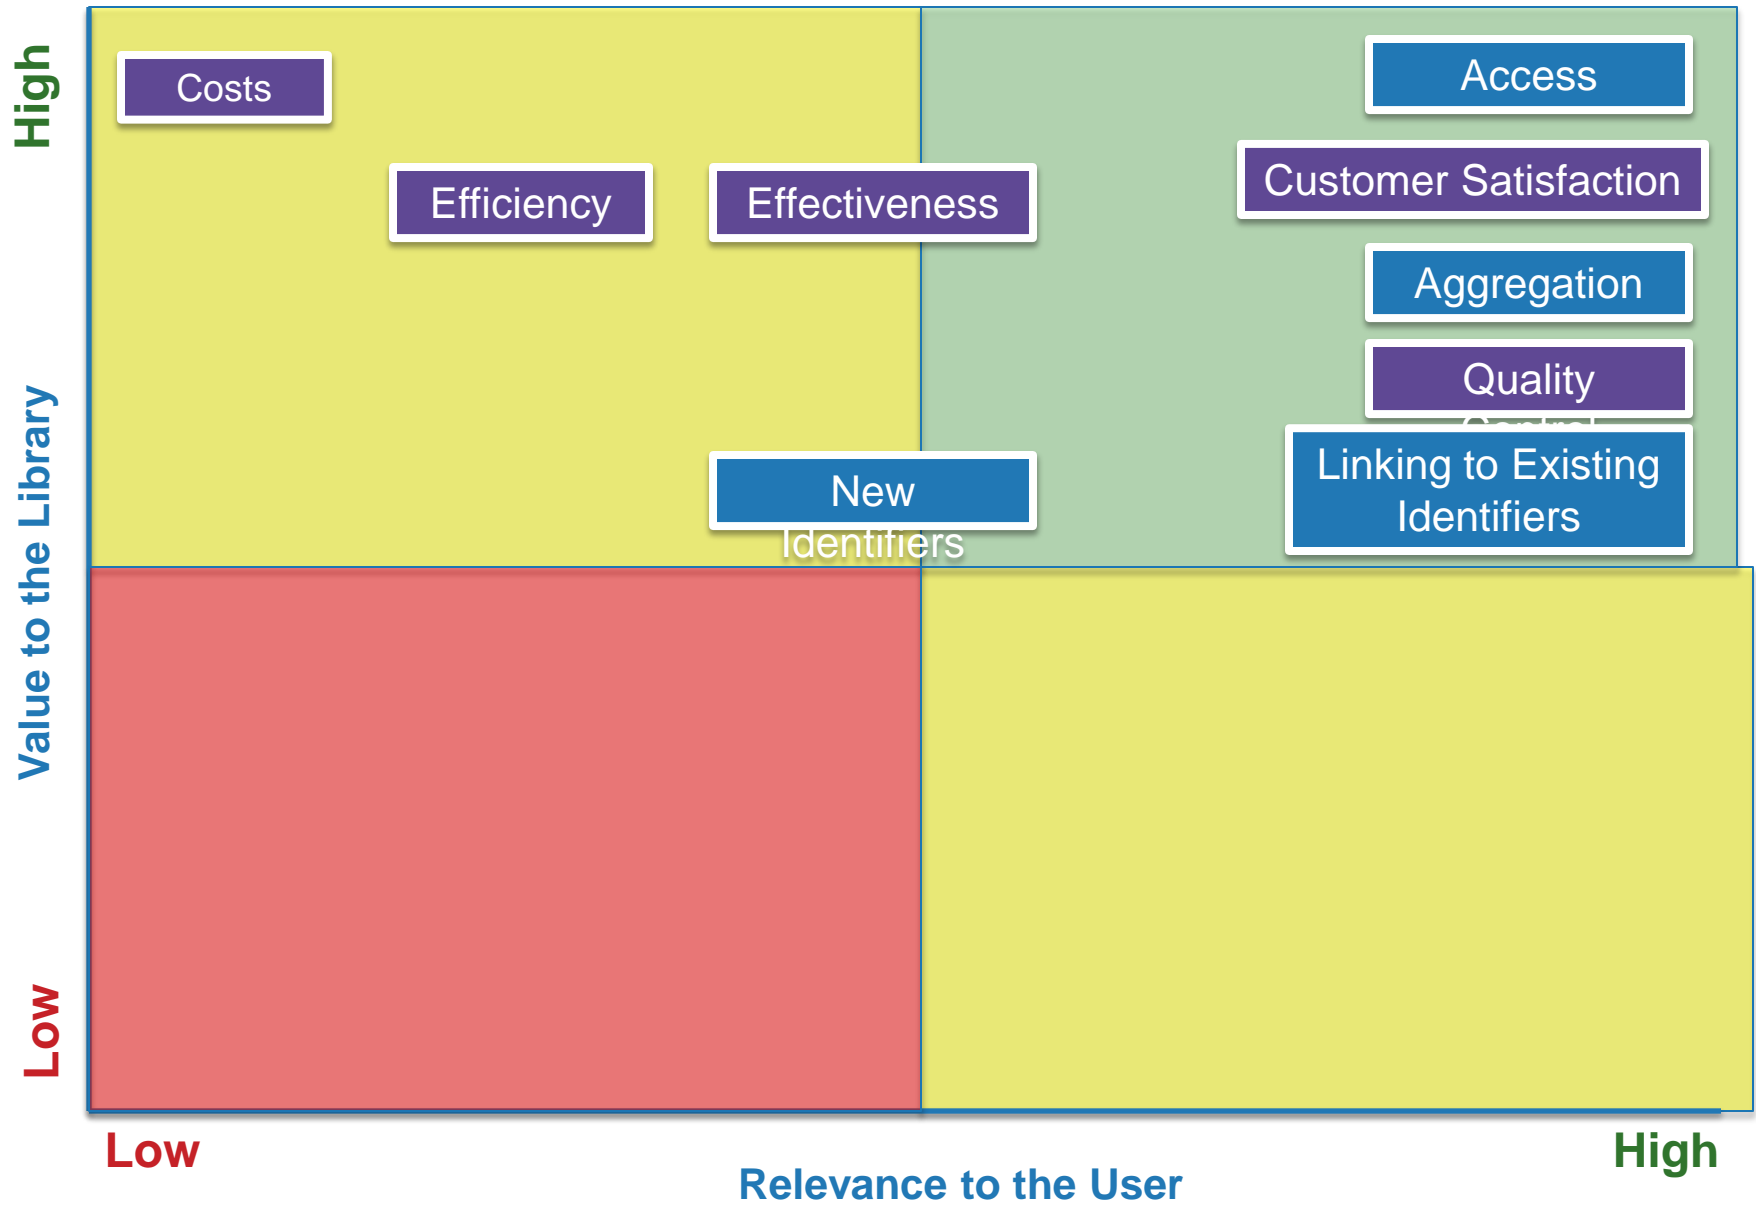 High
Value to the Library
Low
Costs
Efficiency
Effectiveness
New
Identifiers
Access
Customer Satisfaction
Aggregation
Quality
Control
Linking to Existing
Identifiers
Low
High
Relevance to the User